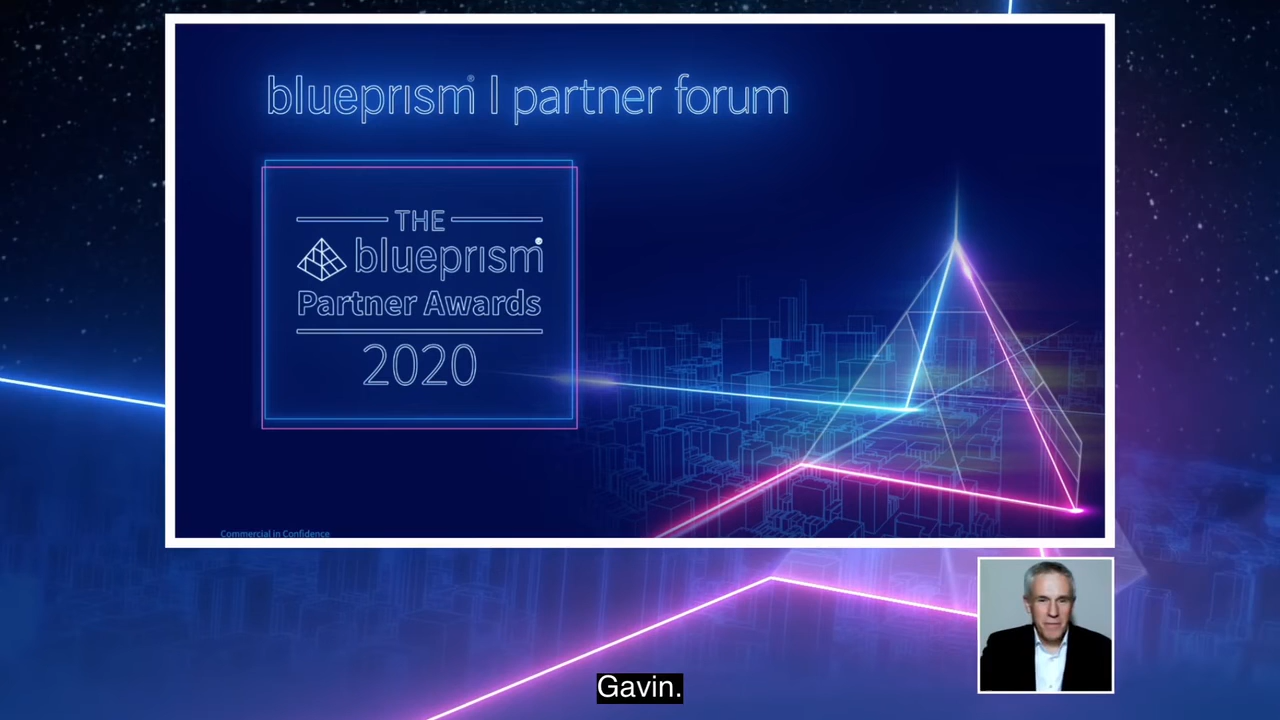 blueprism® | partner forum
THE
blueprism®
Partner Awards
2020
Commercial in Confidence
Gavin.